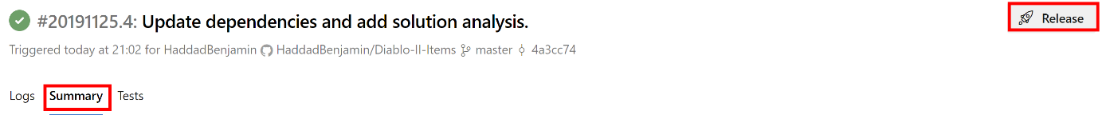 #20191125.4: Update dependencies and add solution analysis.
Release
Triggered today at 21:02 for HaddadBenjamin HaddadBenjamin/Diablo-II-Items master 4a3cc74
Logs Summary Tests